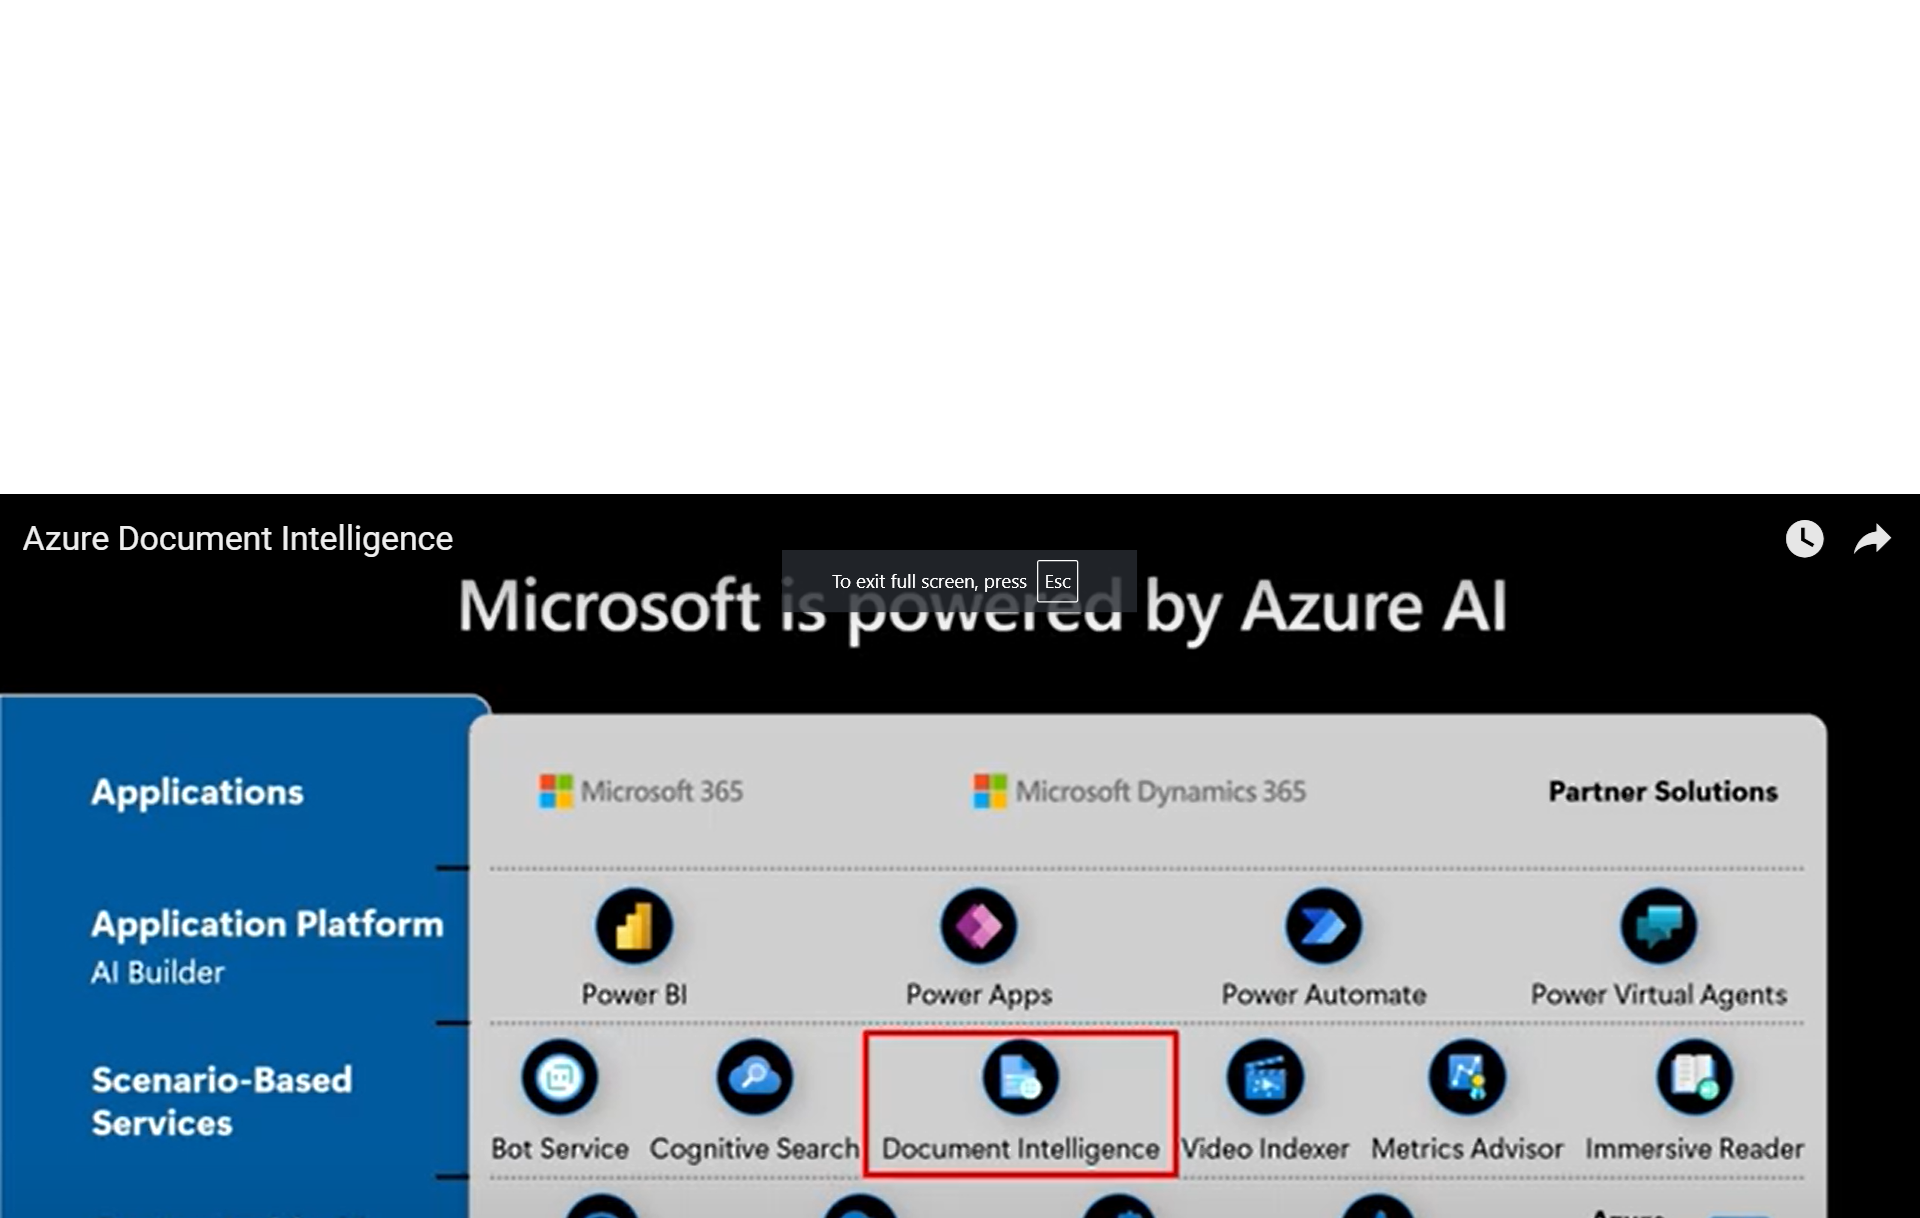 Azure Document Intelligence
To exit full screen, press Esc
Microsoft is powered by Azure AI
Applications
Microsoft 365
Microsoft Dynamics 365
Partner Solutions
Application Platform
AI Builder
Power BI
Power Apps
Power Automate
Power Virtual Agents
Scenario-Based
Services
Bot Service
Cognitive Search
Document Intelligence
Video Indexer
Metrics Advisor
Immersive Reader